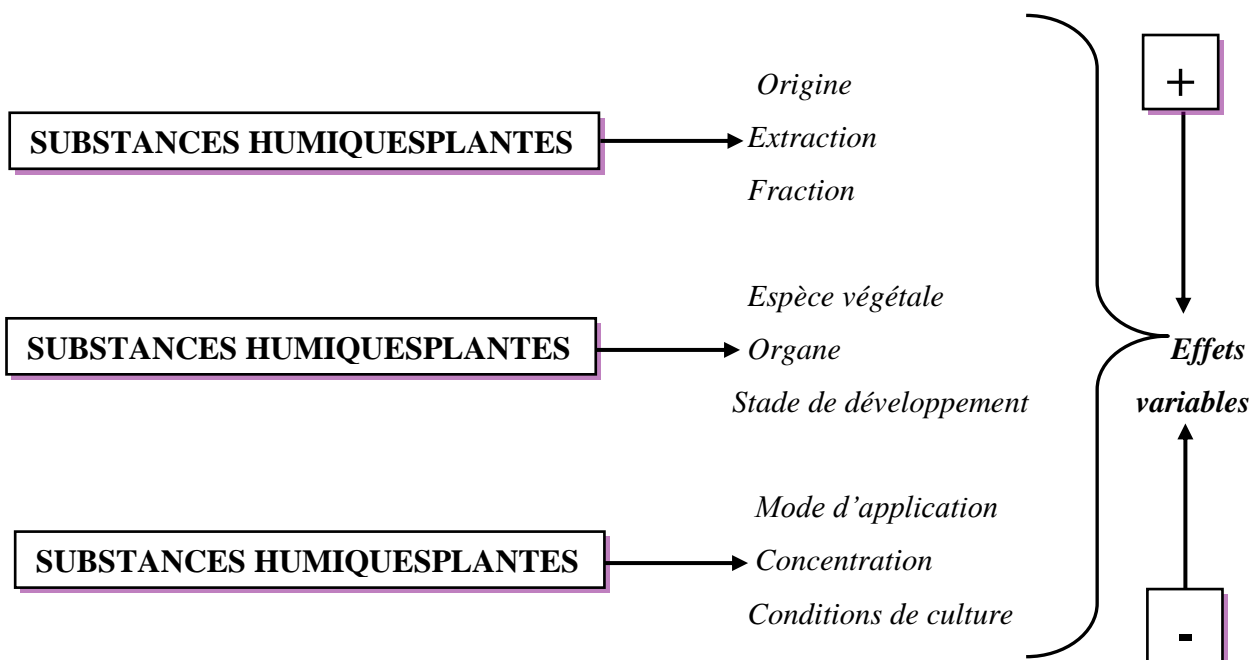 +
Origine
SUBSTANCES HUMIQUESPLANTES
Extraction
Fraction
Espèce végétale
SUBSTANCES HUMIQUESPLANTES
Organe
Effets
Stade de développement
variables
Mode d’application
SUBSTANCES HUMIQUESPLANTES
Concentration
Conditions de culture
-